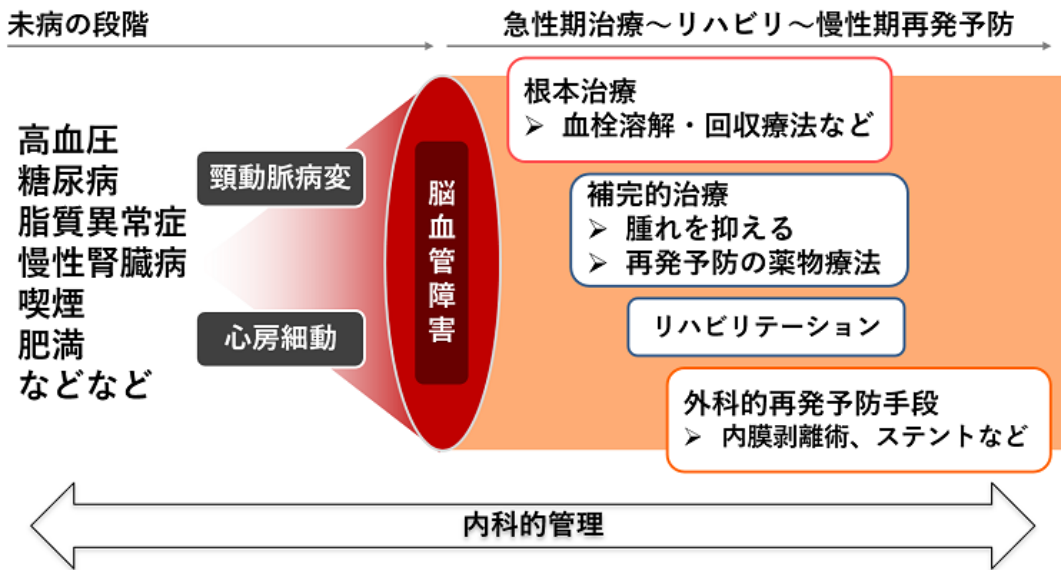 未病の段階
急性期治療～リハビリ～慢性期再発予防
高血圧
糖尿病
脂質異常症
慢性腎臓病
喫煙
肥満
などなど
頸動脈病変
心房細動
脳血管障害
根本治療
➢ 血栓溶解・回収療法など
補完的治療
➢ 腫れを抑える
➢ 再発予防の薬物療法
リハビリテーション
外科的再発予防手段
➢ 内膜剥離術、ステントなど
内科的管理